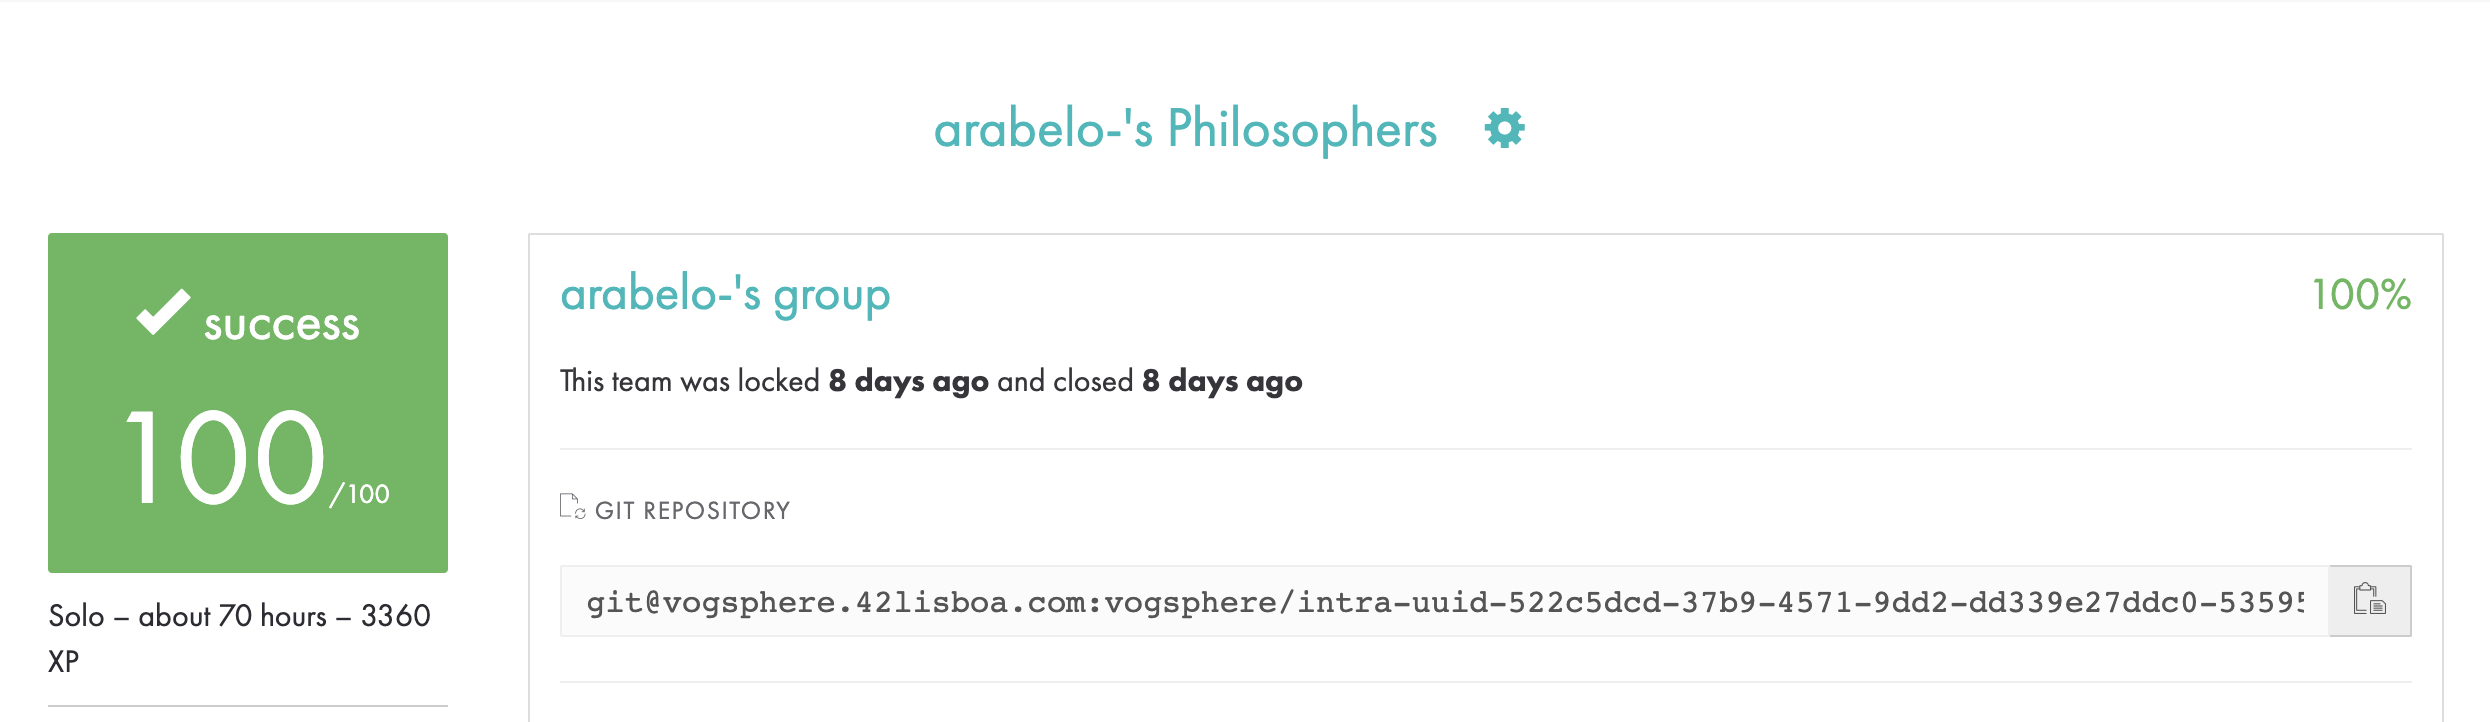 arabelo-'s Philosophers
success
100/100
Solo – about 70 hours – 3360
XP
arabelo-'s group
100%
This team was locked 8 days ago and closed 8 days ago
GIT REPOSITORY
git@vogsphere.42lisboa.com:vogsphere/intra-uuid-522c5dcd-37b9-4571-9dd2-dd339e27ddc0-53595